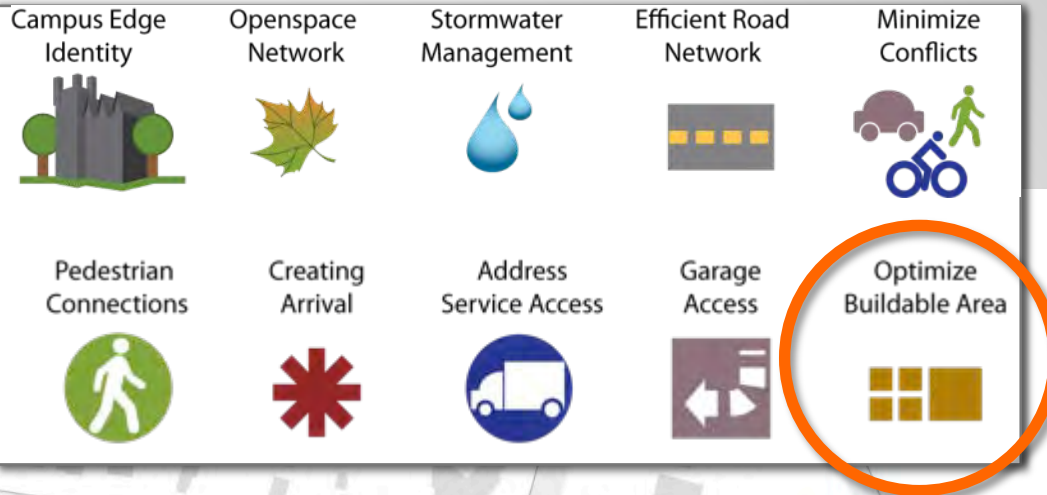 Campus Edge
Identity
Openspace
Network
Stormwater
Management
Efficient Road
Network
Minimize
Conflicts
Pedestrian
Connections
Creating
Arrival
Address
Service Access
Garage
Access
Optimize
Buildable Area